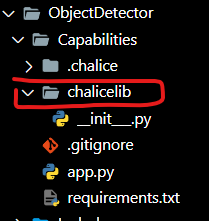 ObjectDetector
Capabilities
.chalice
chalicelib
__init__.py
.gitignore
app.py
requirements.txt